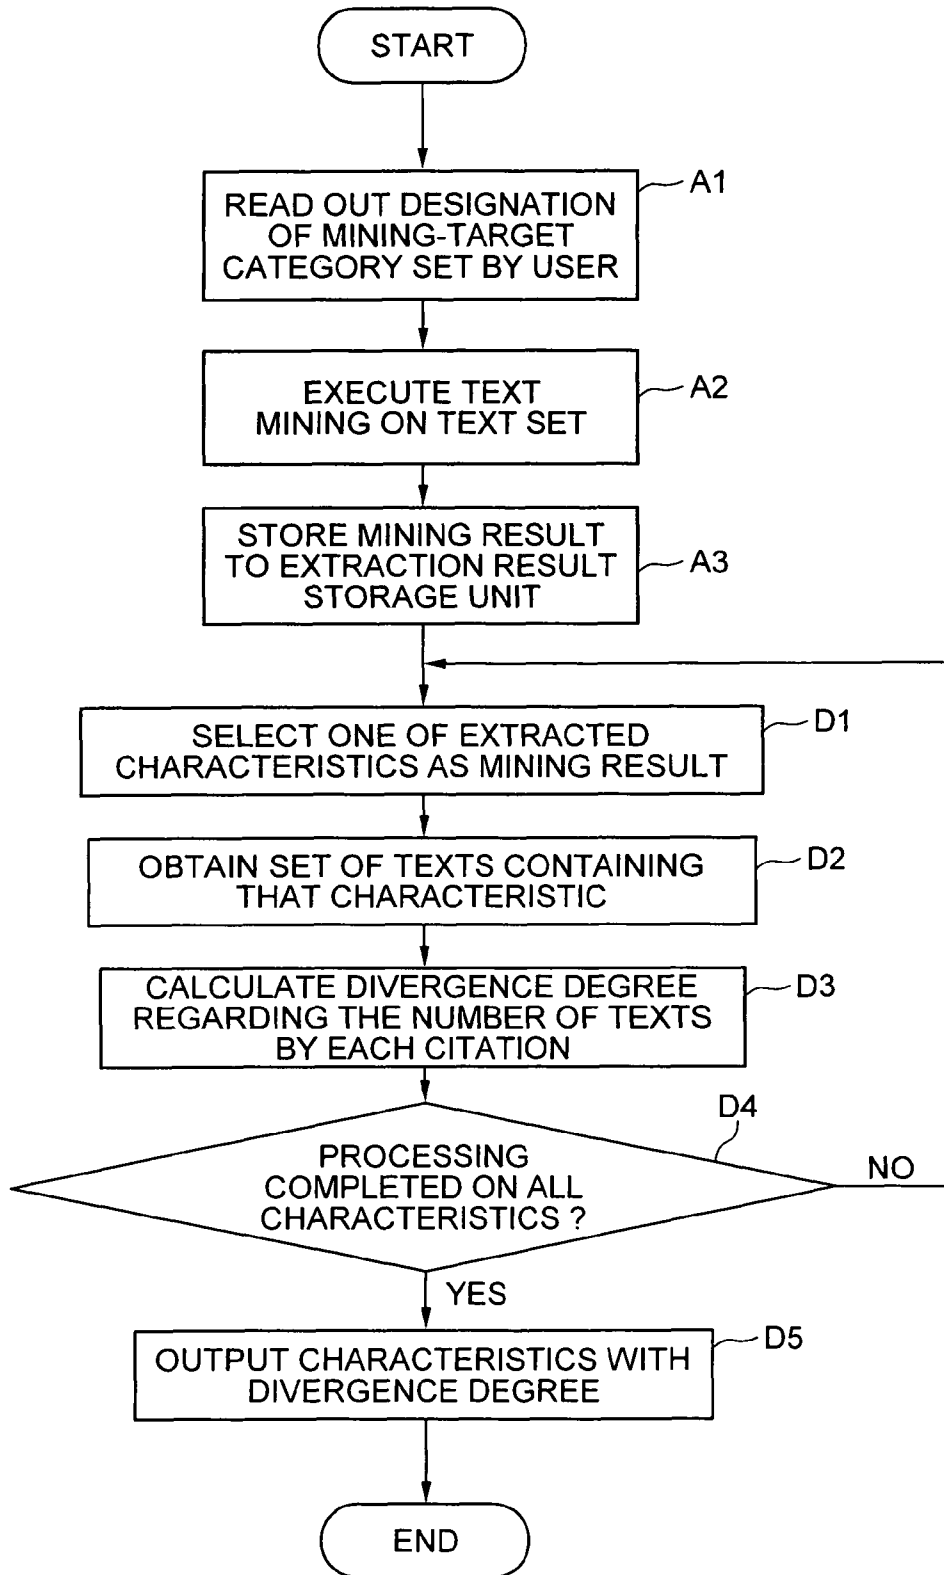 START
A1
READ OUT DESIGNATION
OF MINING-TARGET
CATEGORY SET BY USER
A2
EXECUTE TEXT
MINING ON TEXT SET
A3
STORE MINING RESULT
TO EXTRACTION RESULT
STORAGE UNIT
D1
SELECT ONE OF EXTRACTED
CHARACTERISTICS AS MINING RESULT
D2
OBTAIN SET OF TEXTS CONTAINING
THAT CHARACTERISTIC
D3
CALCULATE DIVERGENCE DEGREE
REGARDING THE NUMBER OF TEXTS
BY EACH CITATION
D4
PROCESSING
COMPLETED ON ALL
CHARACTERISTICS ?
NO
YES
D5
OUTPUT CHARACTERISTICS WITH
DIVERGENCE DEGREE
END